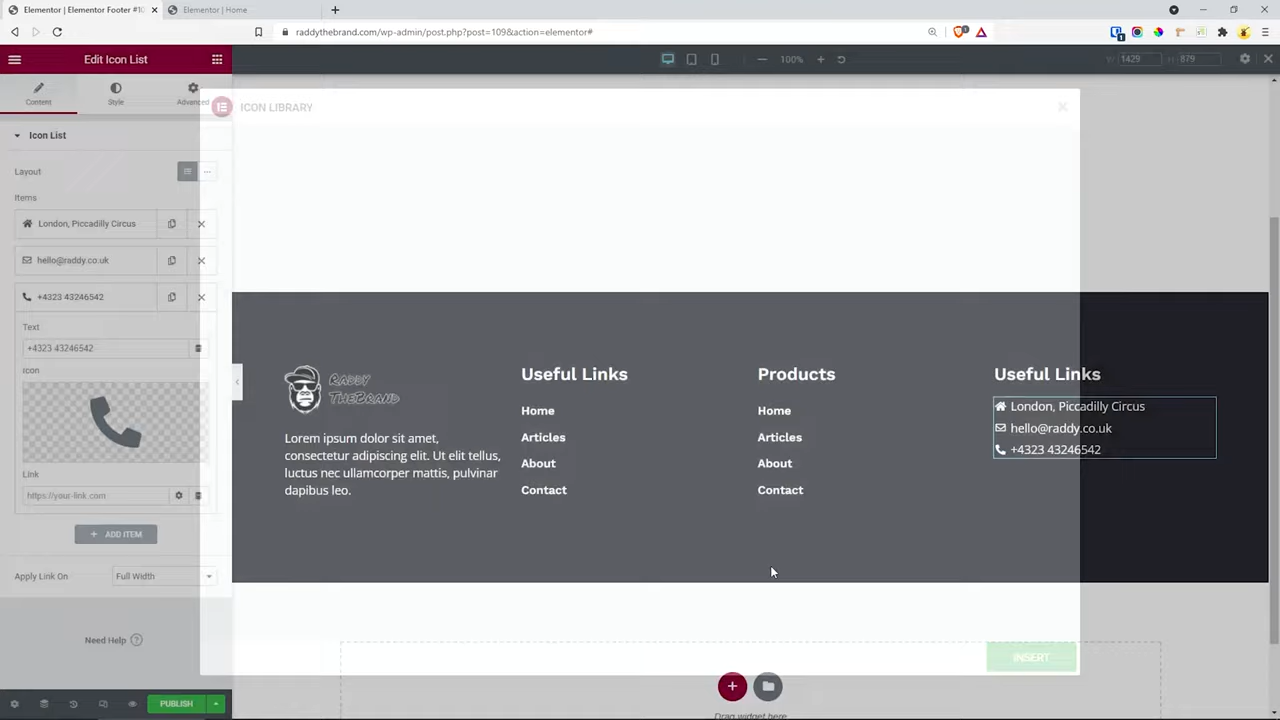 Elementor | Elementor Footer #10
Elementor | Home
raddythebrand.com/wp-admin/post.php?post=109&action=elementor#
Edit Icon List
100%
1429
879
Content
Style
Advanced
ICON LIBRARY
Icon List
Layout
Items
London, Piccadilly Circus
hello@raddy.co.uk
+4323 43246542
Text
+4323 43246542
Icon
Link
https://your-link.com
ADD ITEM
Apply Link On
Full Width
Need Help
PUBLISH
RADDY
THEBRAND
Lorem ipsum dolor sit amet,
consectetur adipiscing elit. Ut elit tellus,
luctus nec ullamcorper mattis, pulvinar
dapibus leo.
Useful Links
Home
Articles
About
Contact
Products
Home
Articles
About
Contact
Useful Links
London, Piccadilly Circus
hello@raddy.co.uk
+4323 43246542
INSERT
Drag widget here